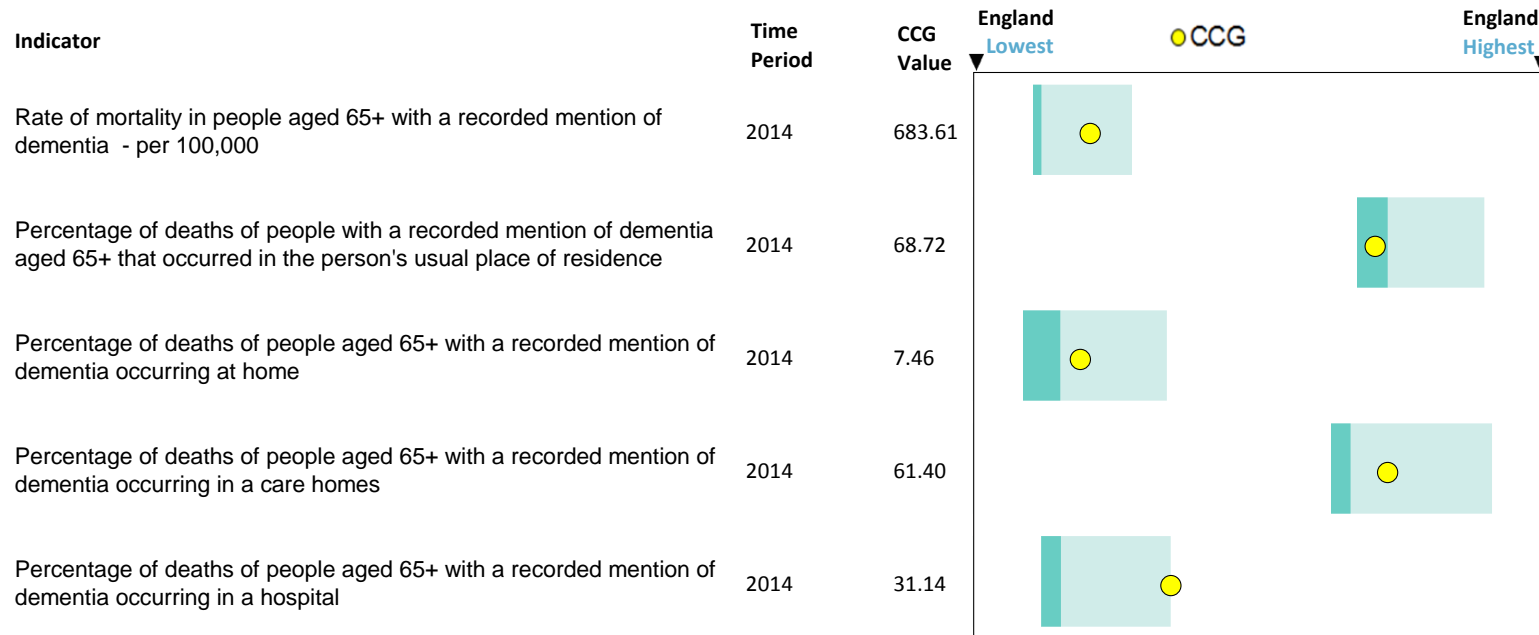 Indicator
Time
Period
CCG
Value
England
Lowest
CCG
England
Highest
Rate of mortality in people aged 65+ with a recorded mention of
dementia - per 100,000
2014
683.61
Percentage of deaths of people with a recorded mention of dementia
aged 65+ that occurred in the person's usual place of residence
2014
68.72
Percentage of deaths of people aged 65+ with a recorded mention of
dementia occurring at home
2014
7.46
Percentage of deaths of people aged 65+ with a recorded mention of
dementia occurring in a care homes
2014
61.40
Percentage of deaths of people aged 65+ with a recorded mention of
dementia occurring in a hospital
2014
31.14